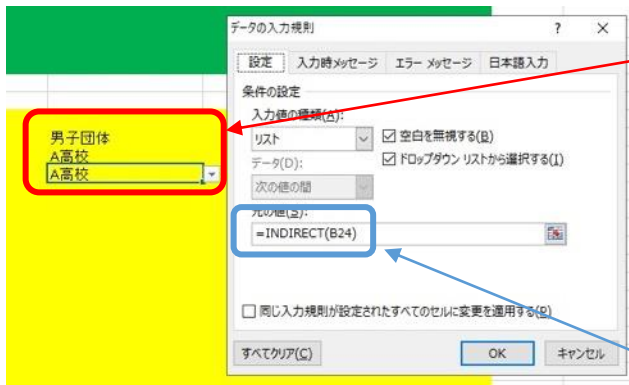 データの入力規則
設定 入力時メッセージ エラー メッセージ 日本語入力
条件の設定
入力値の種類(A):
リスト
空白を無視する(B)
データ(D):
ドロップダウン リストから選択する(I)
次の値の間
元の値(S):
=INDIRECT(B24)
同じ入力規則が設定されたすべてのセルに変更を適用する(P)
すべてクリア(C) OK キャンセル
男子団体
A高校
A高校